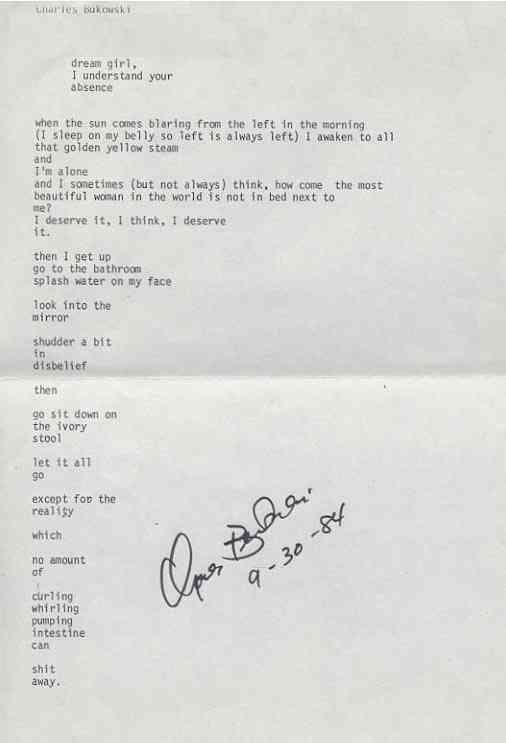 Charles Bukowski
dream girl,
I understand your
absence
when the sun comes blaring from the left in the morning
(I sleep on my belly so left is always left) I awaken to all
that golden yellow steam
and
I'm alone
and I sometimes (but not always) think, how come the most
beautiful woman in the world is not in bed next to
me?
I deserve it, I think, I deserve
it.
then I get up
go to the bathroom
splash water on my face
look into the
mirror
shudder a bit
in
disbelief
then
go sit down on
the ivory
stool
let it all
go
except for the
reality
which
no amount
of
curling
whirling
pumping
intestine
can
shit
away.
Charles Bukowski
9-30-84